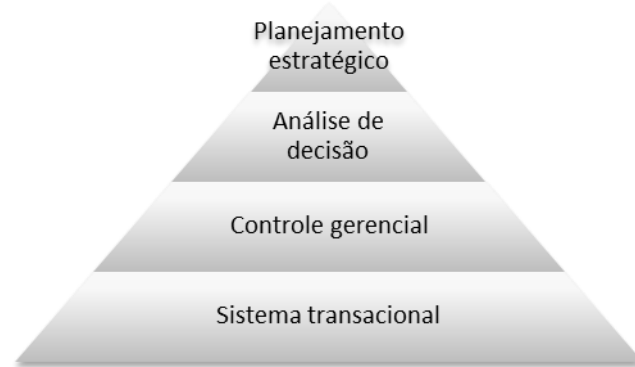 Planejamento
estratégico
Análise de
decisão
Controle gerencial
Sistema transacional